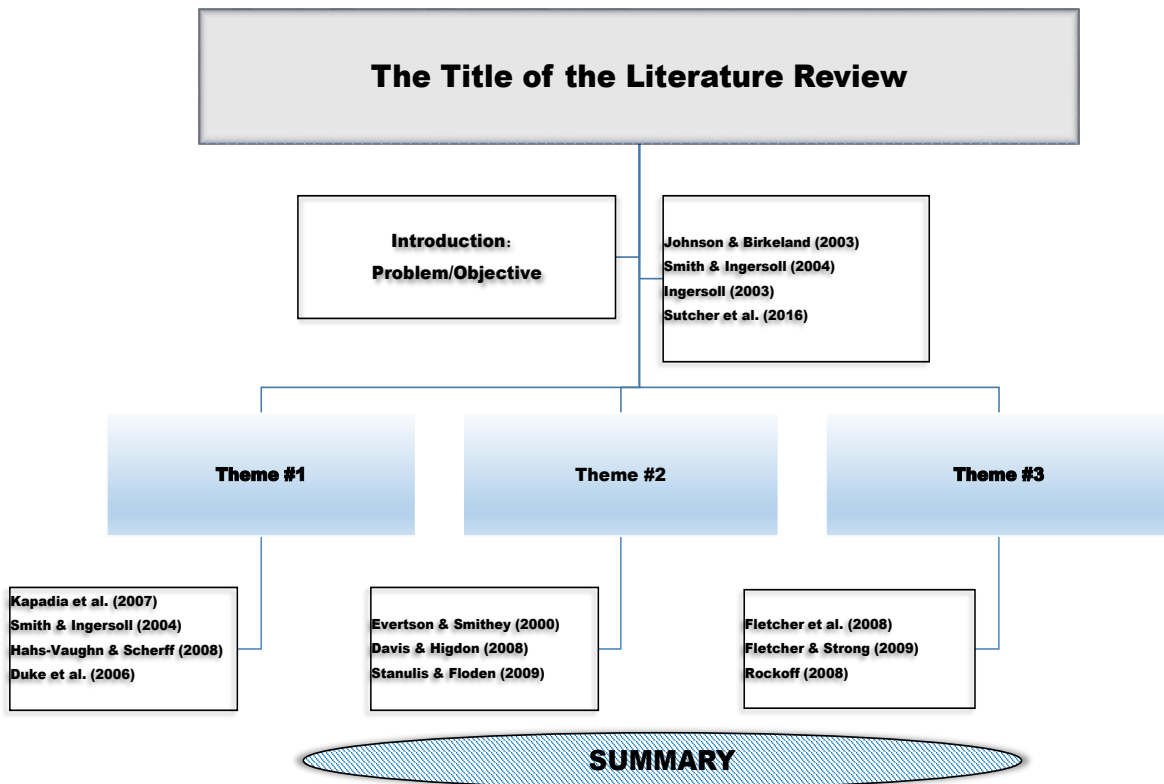 The Title of the Literature Review
Introduction:
Problem/Objective
Johnson & Birkeland (2003)
Smith & Ingersoll (2004)
Ingersoll (2003)
Sutcher et al. (2016)
Theme #1
Theme #2
Theme #3
Kapadia et al. (2007)
Smith & Ingersoll (2004)
Hahs-Vaughn & Scherff (2008)
Duke et al. (2006)
Evertson & Smithey (2000)
Davis & Higdon (2008)
Stanulis & Floden (2009)
Fletcher et al. (2008)
Fletcher & Strong (2009)
Rockoff (2008)
SUMMARY